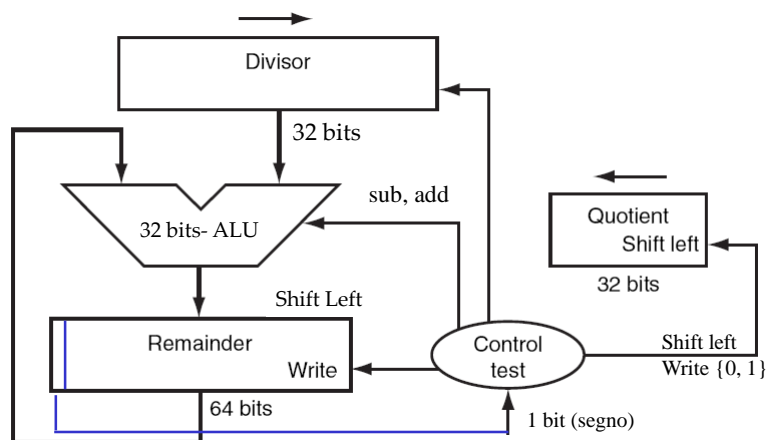 Divisor
32 bits
sub, add
32 bits- ALU
Quotient
Shift left
32 bits
Shift Left
Remainder
Write
Control
test
Shift left
Write {0, 1}
64 bits
1 bit (segno)